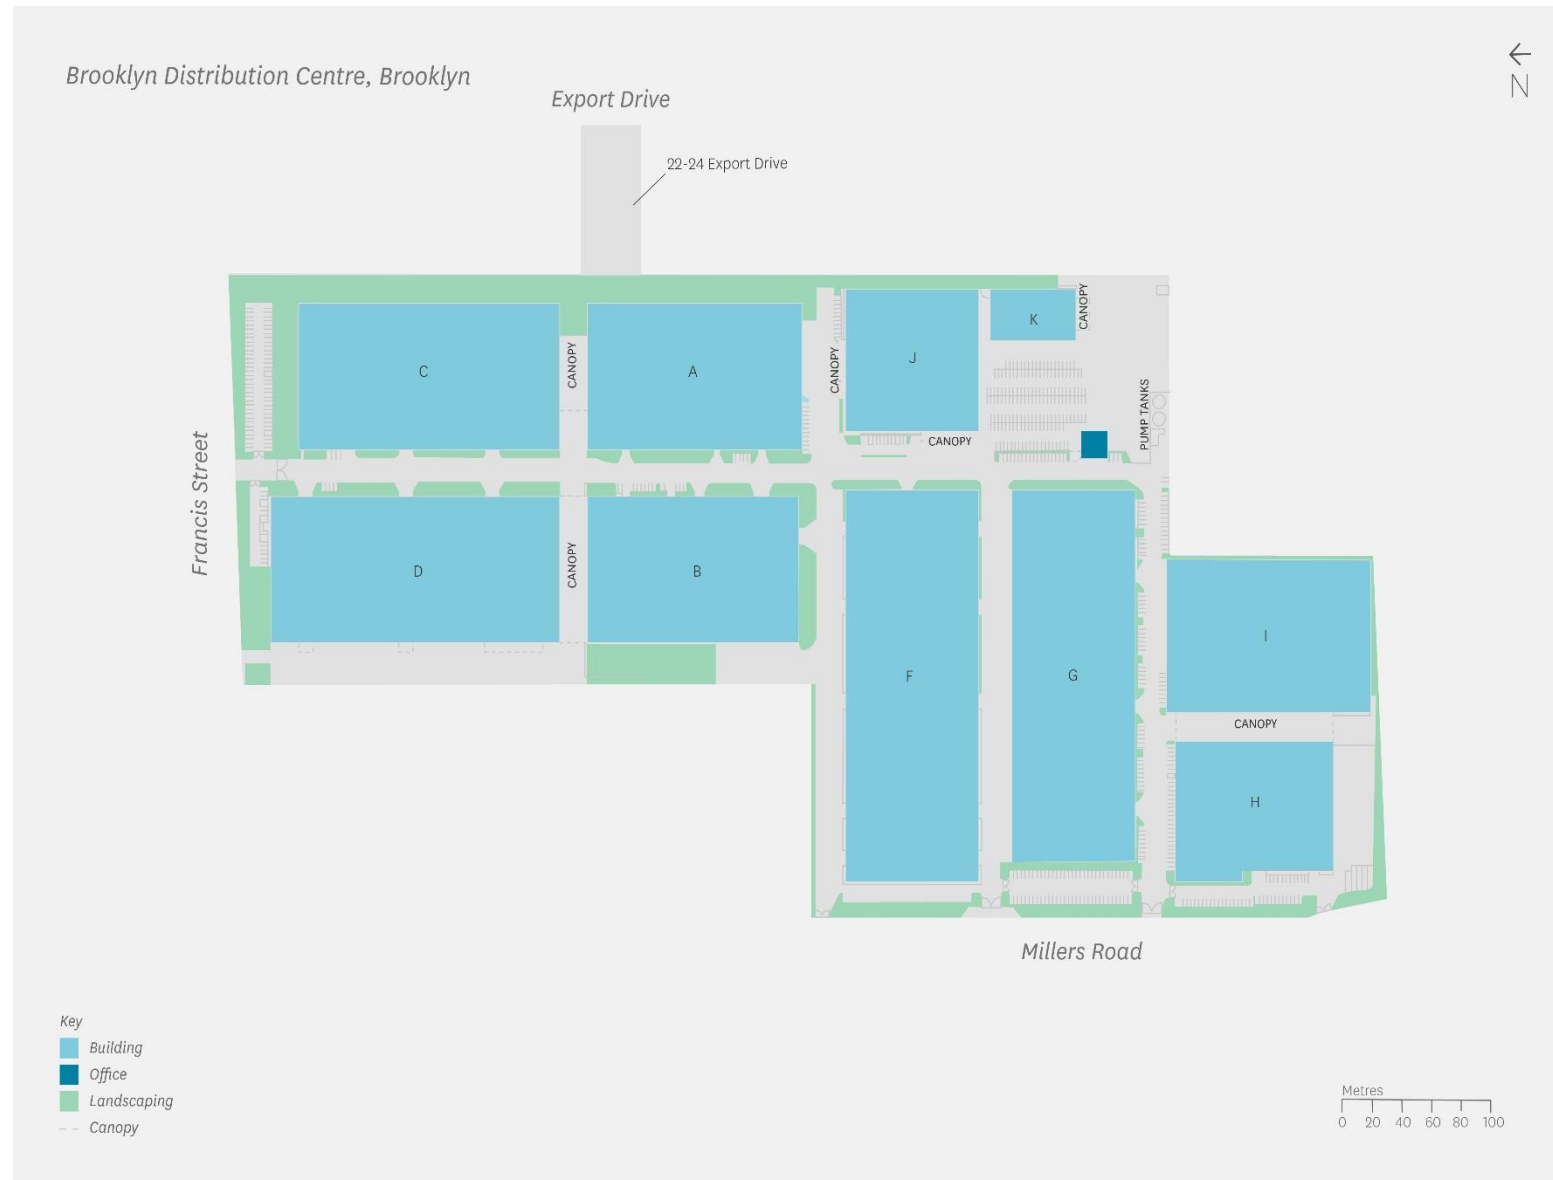 Brooklyn Distribution Centre, Brooklyn
N
Export Drive
22-24 Export Drive
Francis Street
C
CANOPY
A
CANOPY
J
K
CANOPY
CANOPY
PUMP TANKS
D
CANOPY
B
F
G
I
CANOPY
H
Millers Road
Key
Building
Office
Landscaping
Canopy
Metres
0 20 40 60 80 100